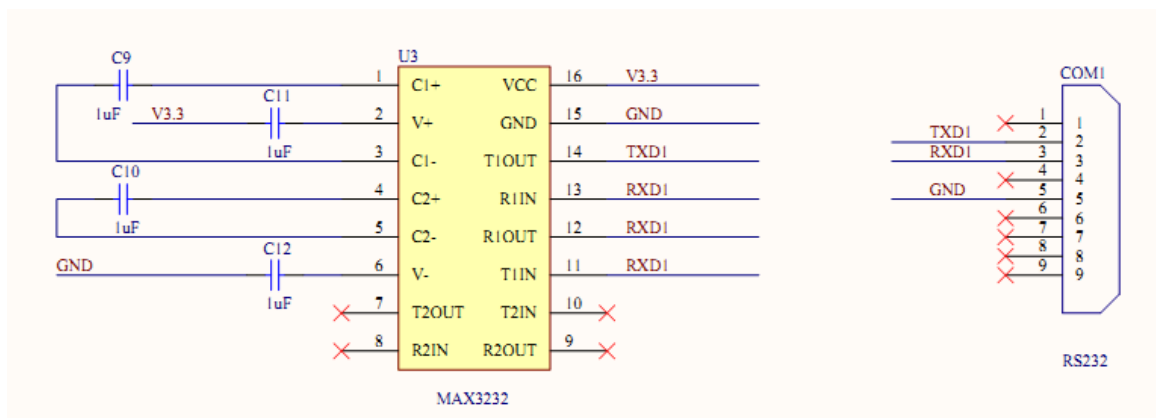 U3
C9
1uF
V3.3
C11
1uF
C10
1uF
C12
1uF
GND
1 C1+ VCC 16 V3.3
2 V+ GND 15 GND
3 C1- T1OUT 14 TXD1
4 C2+ R1IN 13 RXD1
5 C2- R1OUT 12 RXD1
6 V- T1IN 11 RXD1
7 T2OUT T2IN 10
8 R2IN R2OUT 9
MAX3232
COM1
1 1
TXD1 2 2
RXD1 3 3
4 4
GND 5 5
6 6
7 7
8 8
9 9
RS232